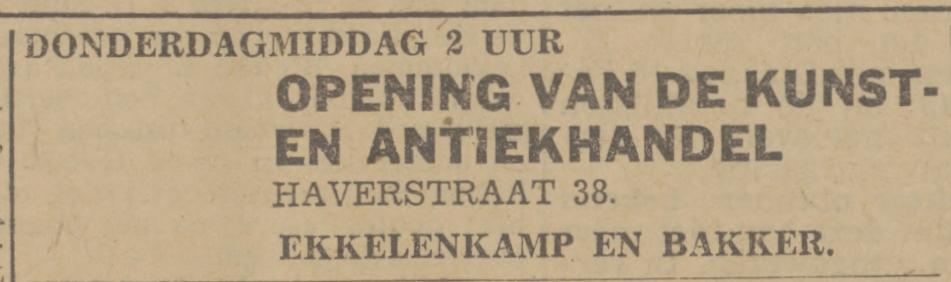 DONDERDAGMIDDAG 2 UUR
OPENING VAN DE KUNST-
EN ANTIEKHANDEL
HAVERSTRAAT 38.
EKKELENKAMP EN BAKKER.